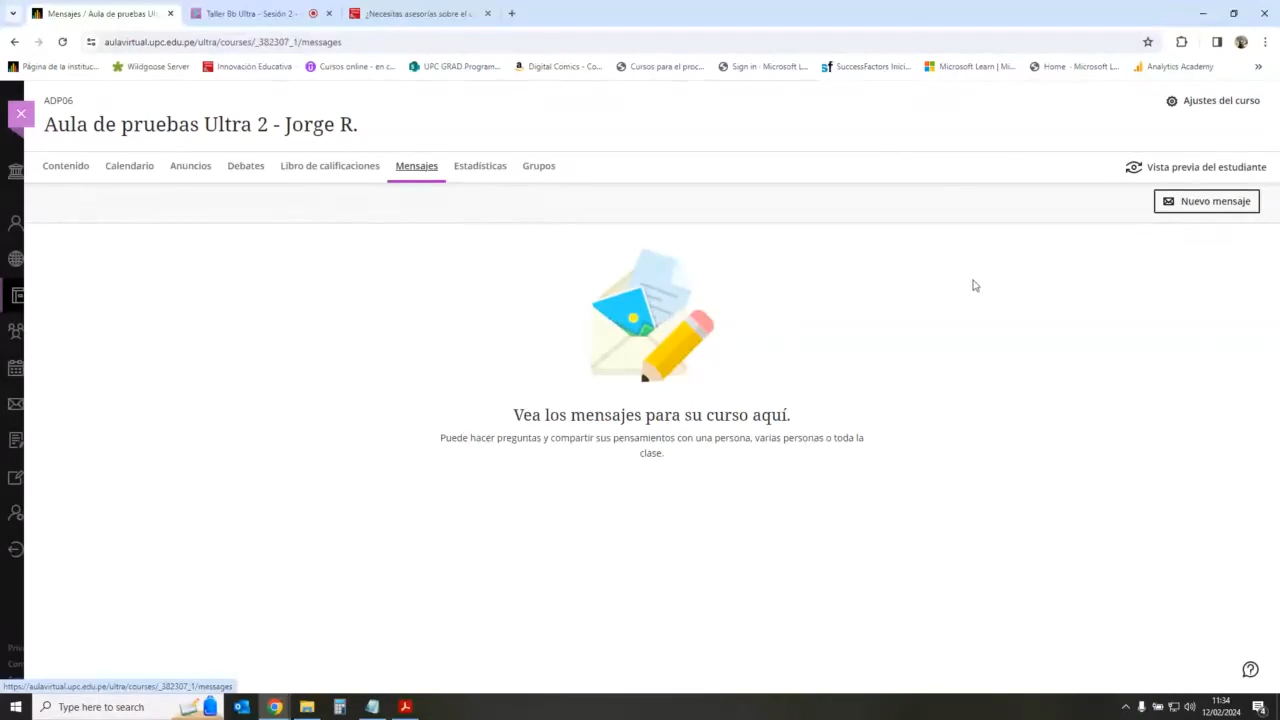 Mensajes / Aula de pruebas Ul
Taller Bb Ultra - Sesión 2 -
¿Necesitas asesorías sobre el u
aulavirtual.upc.edu.pe/ultra/courses/_382307_1/messages
Página de la instituc...
Wildgoose Server
Innovación Educativa
Cursos online - en c...
UPC GRAD Program...
Digital Comics - Co...
Cursos para el proc...
Sign in · Microsoft L...
SuccessFactors Inici...
Microsoft Learn | Mi...
Home · Microsoft L...
Analytics Academy
ADP06
Ajustes del curso
Aula de pruebas Ultra 2 - Jorge R.
Contenido
Calendario
Anuncios
Debates
Libro de calificaciones
Mensajes
Estadísticas
Grupos
Vista previa del estudiante
Nuevo mensaje
Vea los mensajes para su curso aquí.
Puede hacer preguntas y compartir sus pensamientos con una persona, varias personas o toda la
clase.
Priv
https://aulavirtual.upc.edu.pe/ultra/courses/_382307_1/messages
Type here to search
11:34
12/02/2024
4